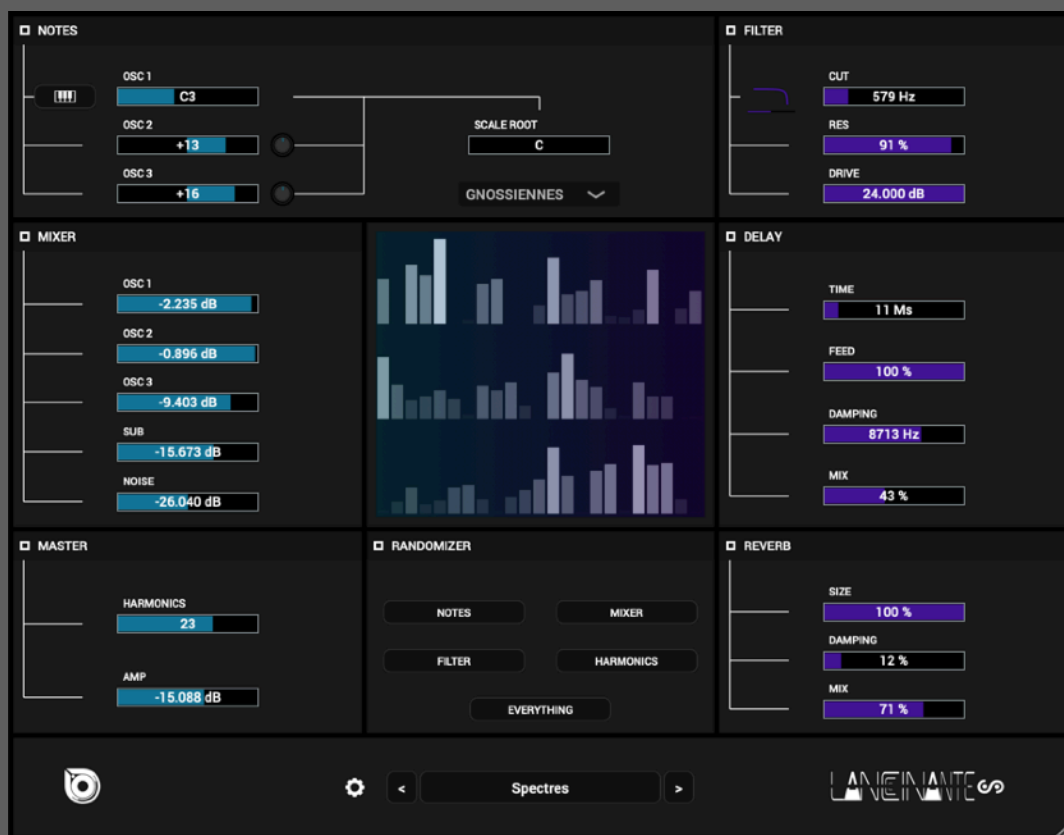 NOTES
OSC 1
C3
OSC 2
+13
OSC 3
+16
SCALE ROOT
C
GNOSSIENNES
FILTER
CUT
579 Hz
RES
91 %
DRIVE
24.000 dB
MIXER
OSC 1
-2.235 dB
OSC 2
-0.896 dB
OSC 3
-9.403 dB
SUB
-15.673 dB
NOISE
-26.040 dB
DELAY
TIME
11 Ms
FEED
100 %
DAMPING
8713 Hz
MIX
43 %
MASTER
HARMONICS
23
AMP
-15.088 dB
RANDOMIZER
NOTES MIXER
FILTER HARMONICS
EVERYTHING
REVERB
SIZE
100 %
DAMPING
12 %
MIX
71 %
< Spectres >